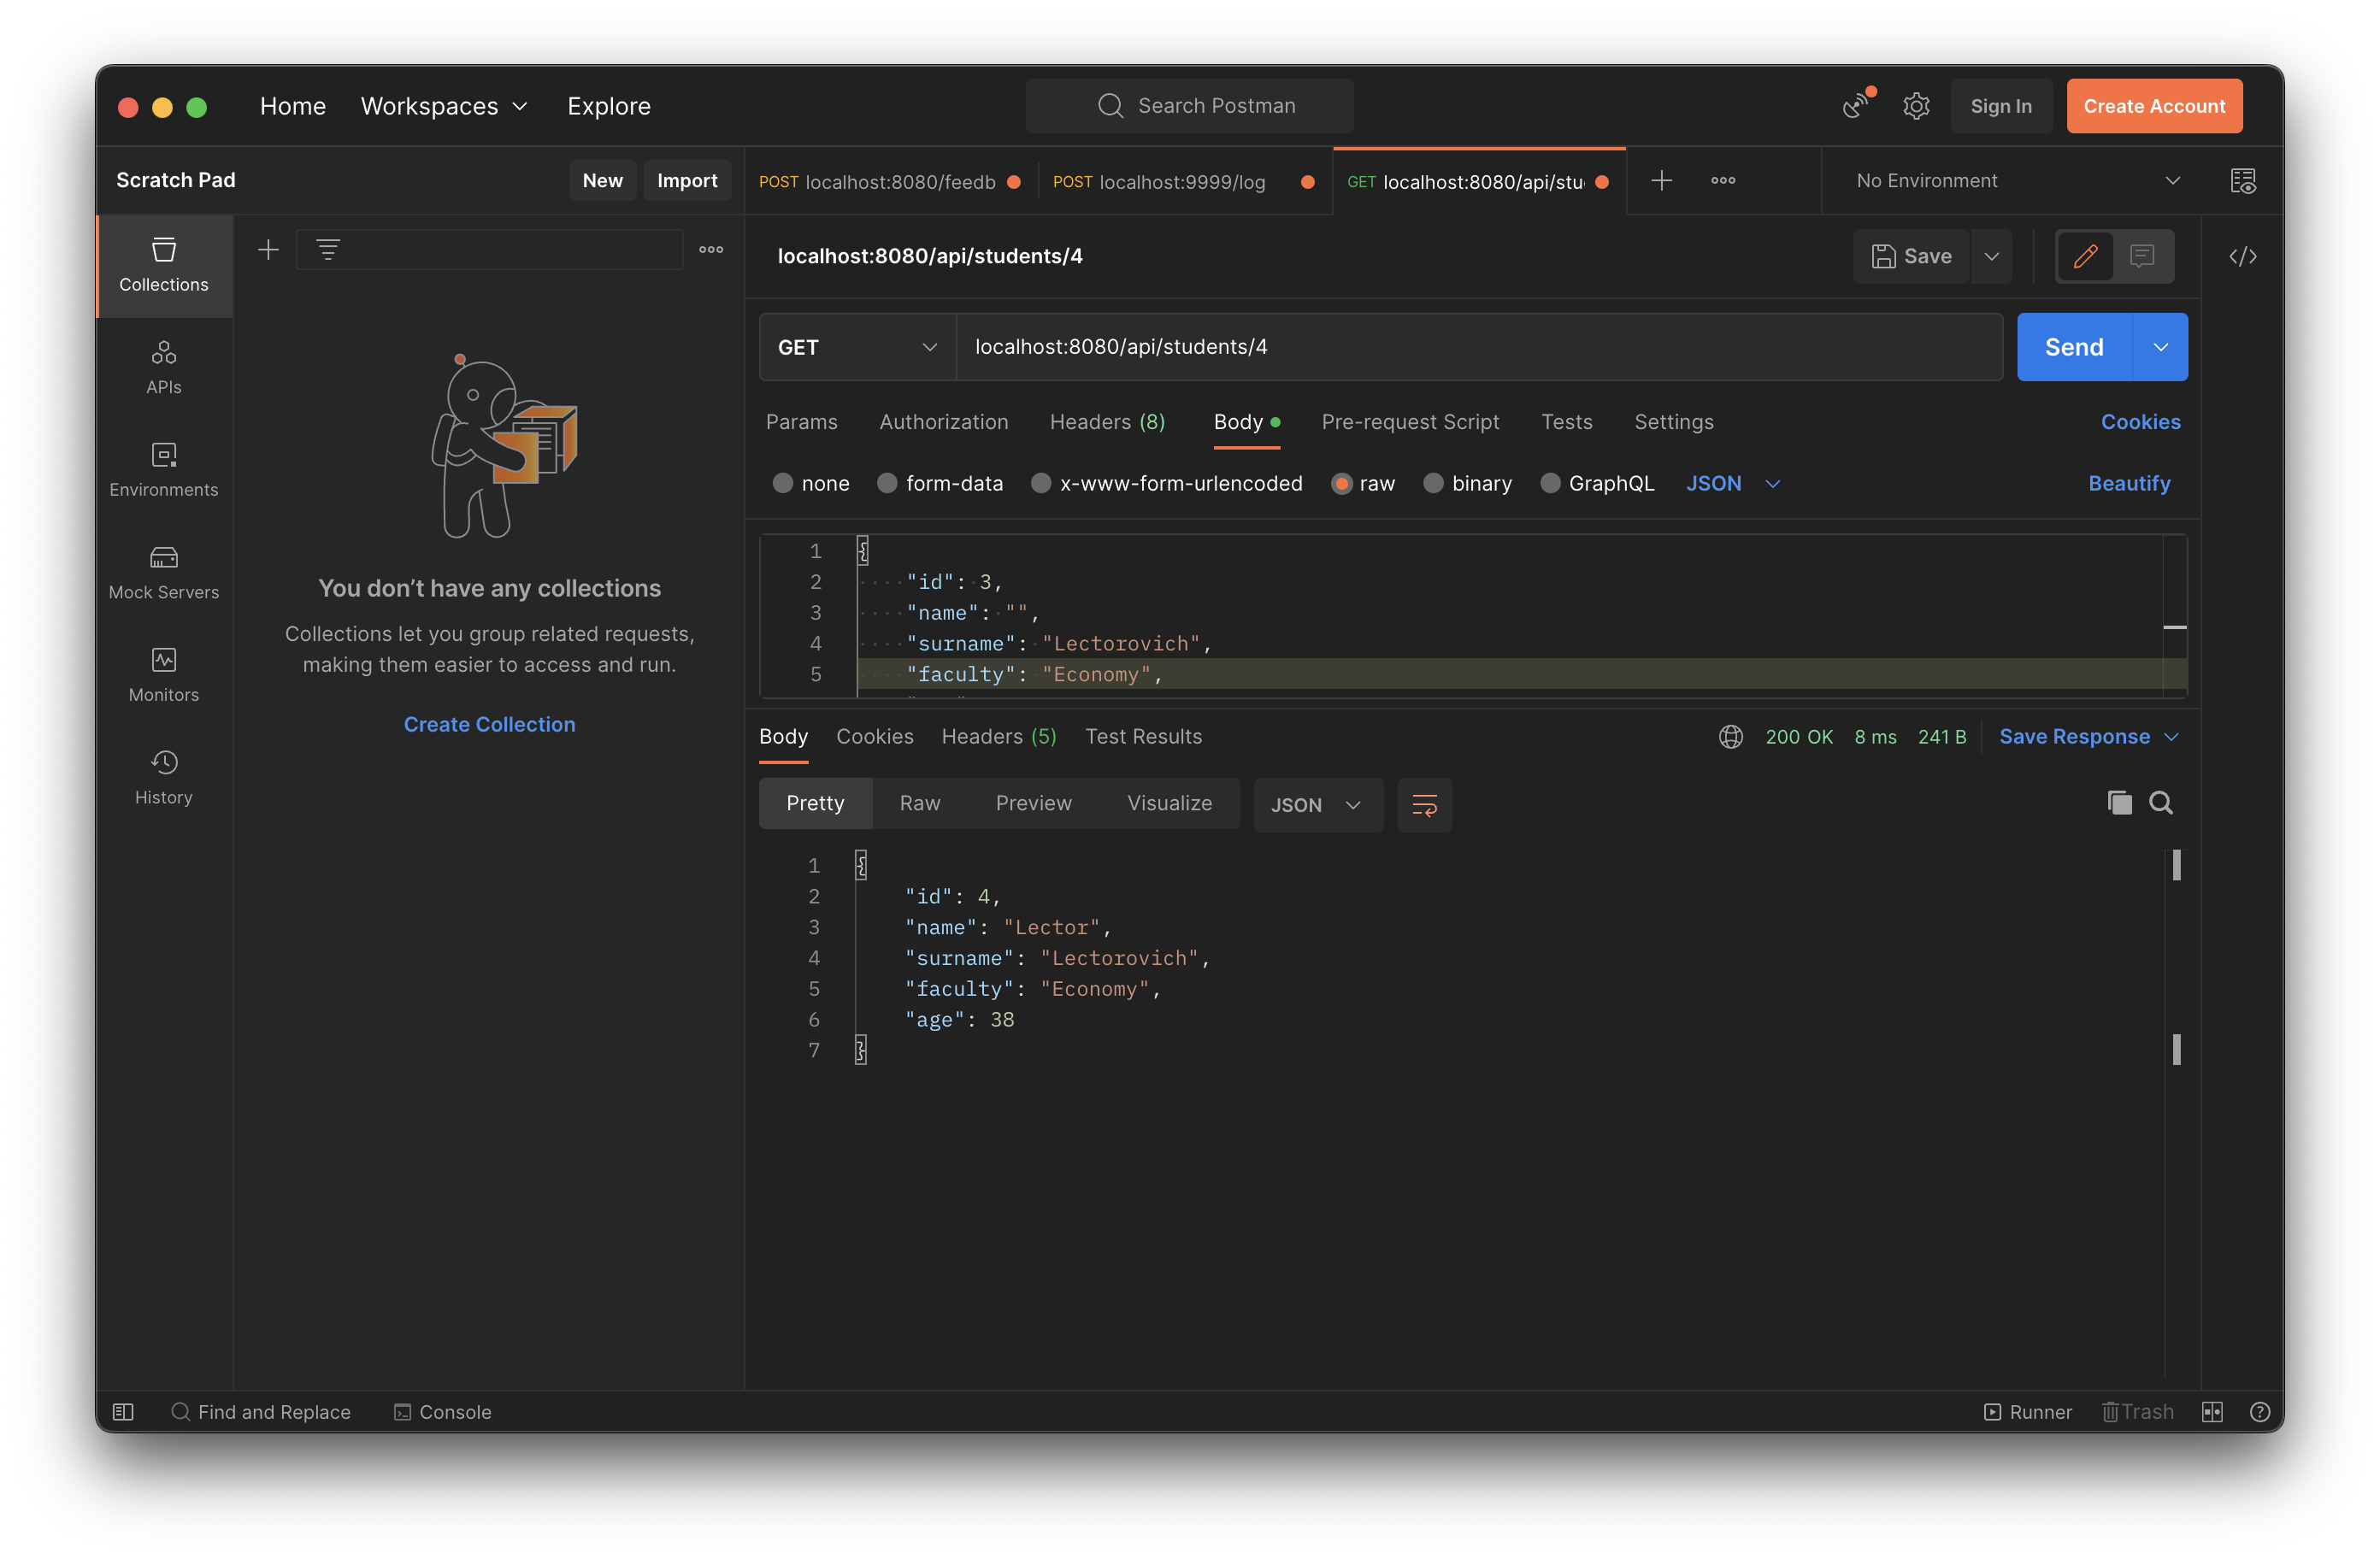 Home Workspaces Explore Search Postman Sign In Create Account
Scratch Pad New Import POST localhost:8080/feedb POST localhost:9999/log GET localhost:8080/api/stu No Environment
Collections
APIs
Environments
Mock Servers
Monitors
History
You don’t have any collections
Collections let you group related requests,
making them easier to access and run.
Create Collection
localhost:8080/api/students/4 Save
GET localhost:8080/api/students/4 Send
Params Authorization Headers (8) Body Pre-request Script Tests Settings Cookies
none form-data x-www-form-urlencoded raw binary GraphQL JSON Beautify
1 {
2 "id": 3,
3 "name": "",
4 "surname": "Lectorovich",
5 "faculty": "Economy",
Body Cookies Headers (5) Test Results 200 OK 8 ms 241 B Save Response
Pretty Raw Preview Visualize JSON
1 {
2 "id": 4,
3 "name": "Lector",
4 "surname": "Lectorovich",
5 "faculty": "Economy",
6 "age": 38
7 }
Find and Replace Console Runner Trash